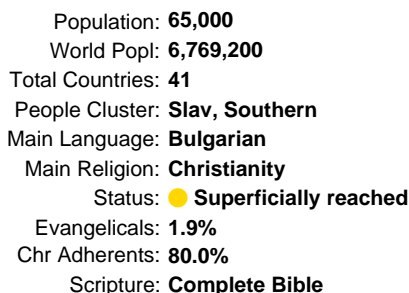 Population: 65,000
World Popl: 6,769,200
Total Countries: 41
People Cluster: Slav, Southern
Main Language: Bulgarian
Main Religion: Christianity
Status: Superficially reached
Evangelicals: 1.9%
Chr Adherents: 80.0%
Scripture: Complete Bible